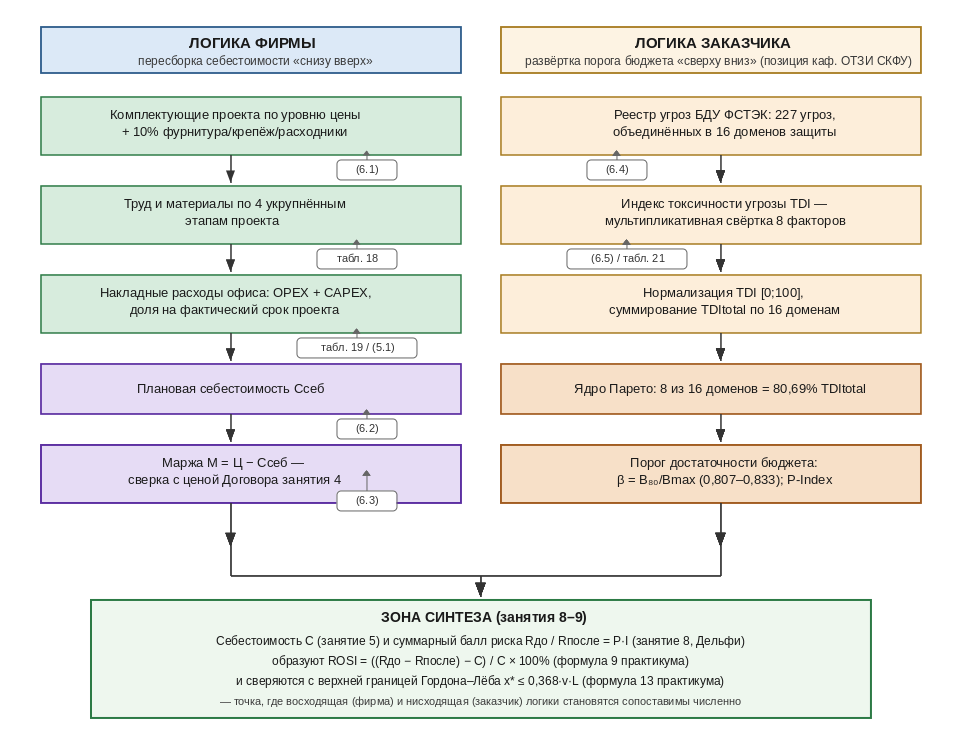 ЛОГИКА ФИРМЫ
пересборка себестоимости «снизу вверх»
Комплектующие проекта по уровню цены
+ 10% фурнитура/крепёж/расходники
(6.1)
Труд и материалы по 4 укрупнённым
этапам проекта
табл. 18
Накладные расходы офиса: OPEX + CAPEX,
доля на фактический срок проекта
табл. 19 / (5.1)
Плановая себестоимость Cсеб
(6.2)
Маржа М = Ц − Ссеб —
сверка с ценой Договора занятия 4
(6.3)
ЛОГИКА ЗАКАЗЧИКА
развёртка порога бюджета «сверху вниз» (позиция каф. ОТЗИ СКФУ)
Реестр угроз БДУ ФСТЭК: 227 угроз,
объединённых в 16 доменов защиты
(6.4)
Индекс токсичности угрозы TDI —
мультипликативная свёртка 8 факторов
(6.5) / табл. 21
Нормализация TDI [0;100],
суммирование TDItotal по 16 доменам
Ядро Парето: 8 из 16 доменов = 80,69% TDItotal
Порог достаточности бюджета:
β = B₈₀/Bmax (0,807–0,833); P-Index
ЗОНА СИНТЕЗА (занятия 8–9)
Себестоимость C (занятие 5) и суммарный балл риска Rдо / Rпосле = P·I (занятие 8, Дельфи)
образуют ROSI = ((Rдо − Rпосле) − C) / C × 100% (формула 9 практикума)
и сверяются с верхней границей Гордона–Лёба x* ≤ 0,368·v·L (формула 13 практикума)
— точка, где восходящая (фирма) и нисходящая (заказчик) логики становятся сопоставимы численно